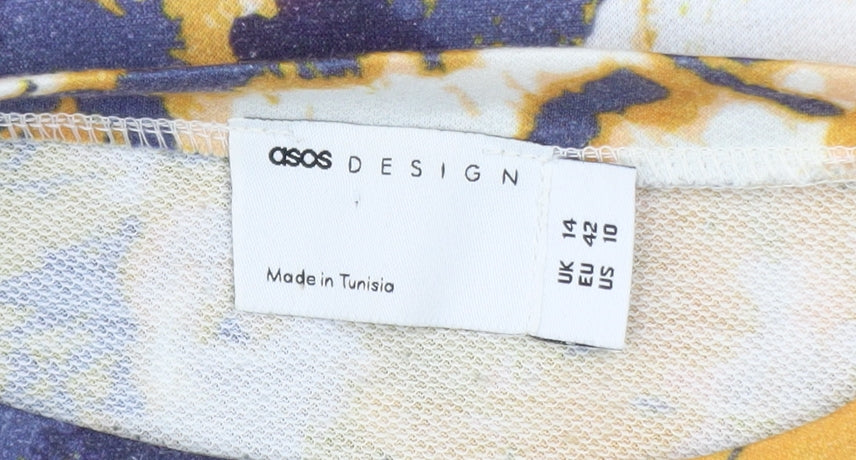 asos DESIGN
Made in Tunisia
UK 14
EU 42
US 10